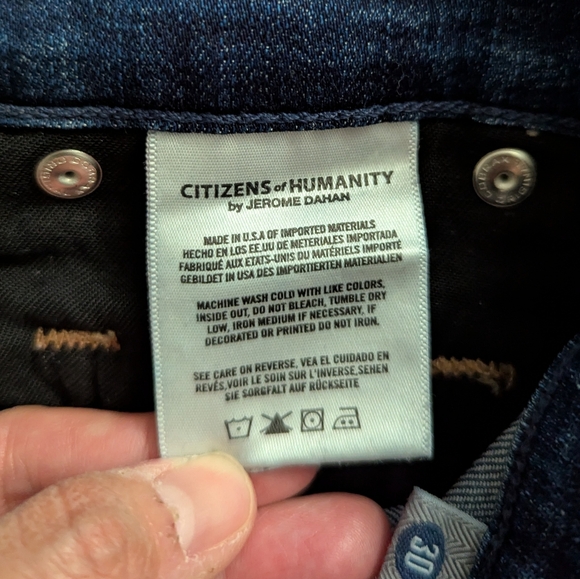 CITIZENS of HUMANITY
by JEROME DAHAN
MADE IN U.S.A OF IMPORTED MATERIALS
HECHO EN LOS EE.UU DE METERIALES IMPORTADA
FABRIQUÉ AUX ETATS-UNIS DU MATÉRIELS IMPORTÉ
GEBILDET IN USA DES IMPORTIERTEN MATERIALIEN
MACHINE WASH COLD WITH LIKE COLORS,
INSIDE OUT, DO NOT BLEACH, TUMBLE DRY
LOW, IRON MEDIUM IF NECESSARY, IF
DECORATED OR PRINTED DO NOT IRON.
SEE CARE ON REVERSE, VEA EL CUIDADO EN
REVÉS,VOIR LE SOIN SUR L'INVERSE,SEHEN
SIE SORGFALT AUF RÜCKSEITE
30